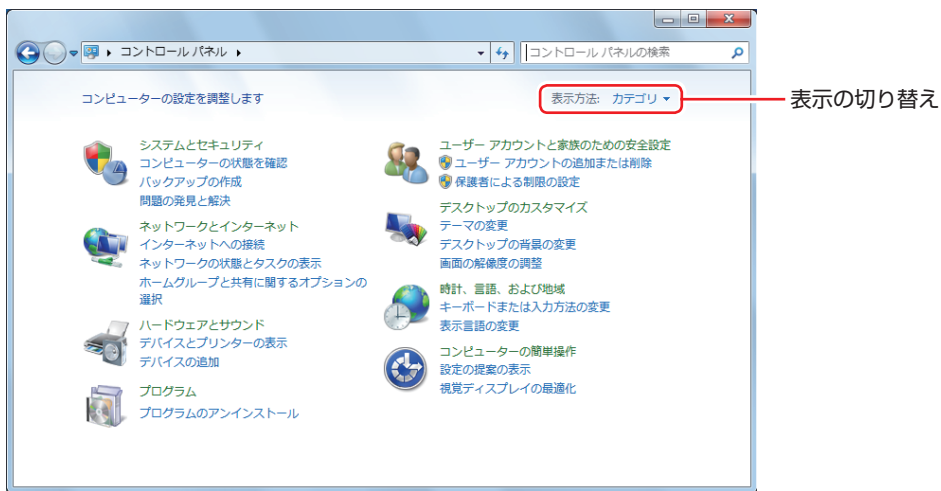 コントロール パネル
コントロール パネルの検索
コンピューターの設定を調整します
表示方法: カテゴリ
表示の切り替え
システムとセキュリティ
コンピューターの状態を確認
バックアップの作成
問題の発見と解決
ネットワークとインターネット
インターネットへの接続
ネットワークの状態とタスクの表示
ホームグループと共有に関するオプションの
選択
ハードウェアとサウンド
デバイスとプリンターの表示
デバイスの追加
プログラム
プログラムのアンインストール
ユーザー アカウントと家族のための安全設定
ユーザー アカウントの追加または削除
保護者による制限の設定
デスクトップのカスタマイズ
テーマの変更
デスクトップの背景の変更
画面の解像度の調整
時計、言語、および地域
キーボードまたは入力方法の変更
表示言語の変更
コンピューターの簡単操作
設定の提案の表示
視覚ディスプレイの最適化